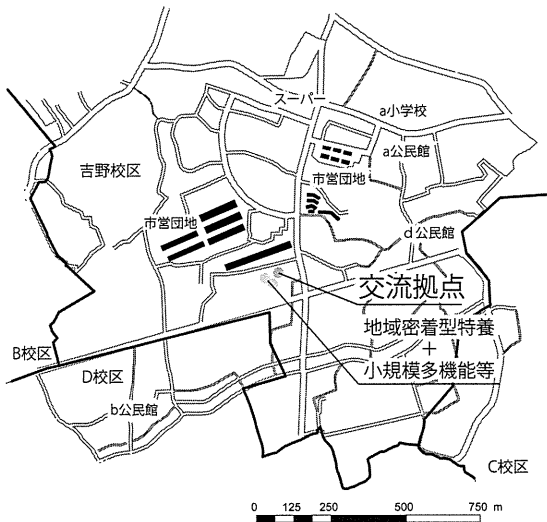 スーパー
a小学校
吉野校区
a公民館
市営団地
市営団地
d公民館
交流拠点
地域密着型特養
+
小規模多機能等
B校区
D校区
b公民館
C校区
0 125 250 500 750 m